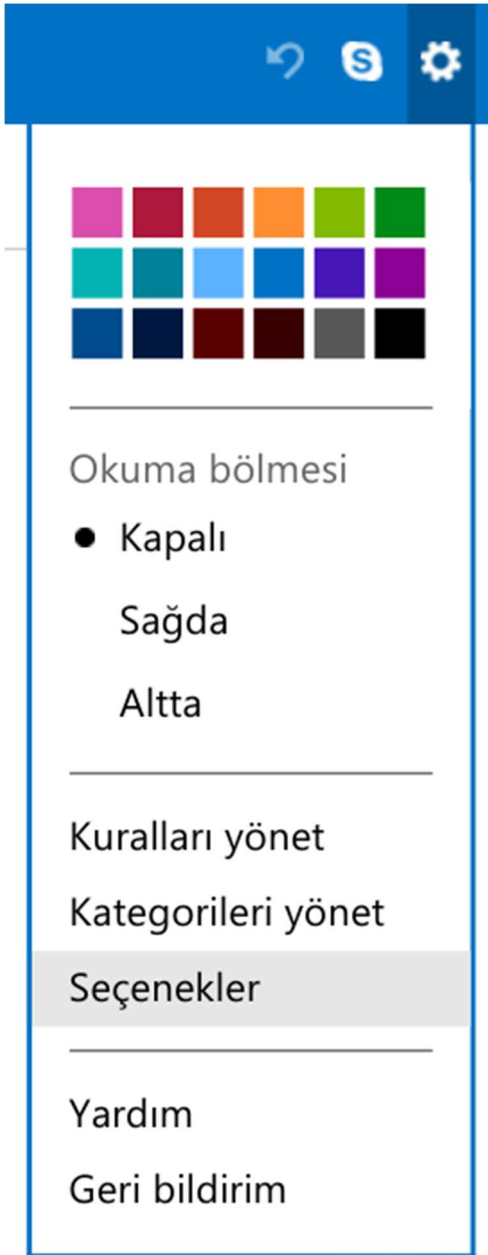 Okuma bölmesi
Kapalı
Sağda
Altta
Kuralları yönet
Kategorileri yönet
Seçenekler
Yardım
Geri bildirim